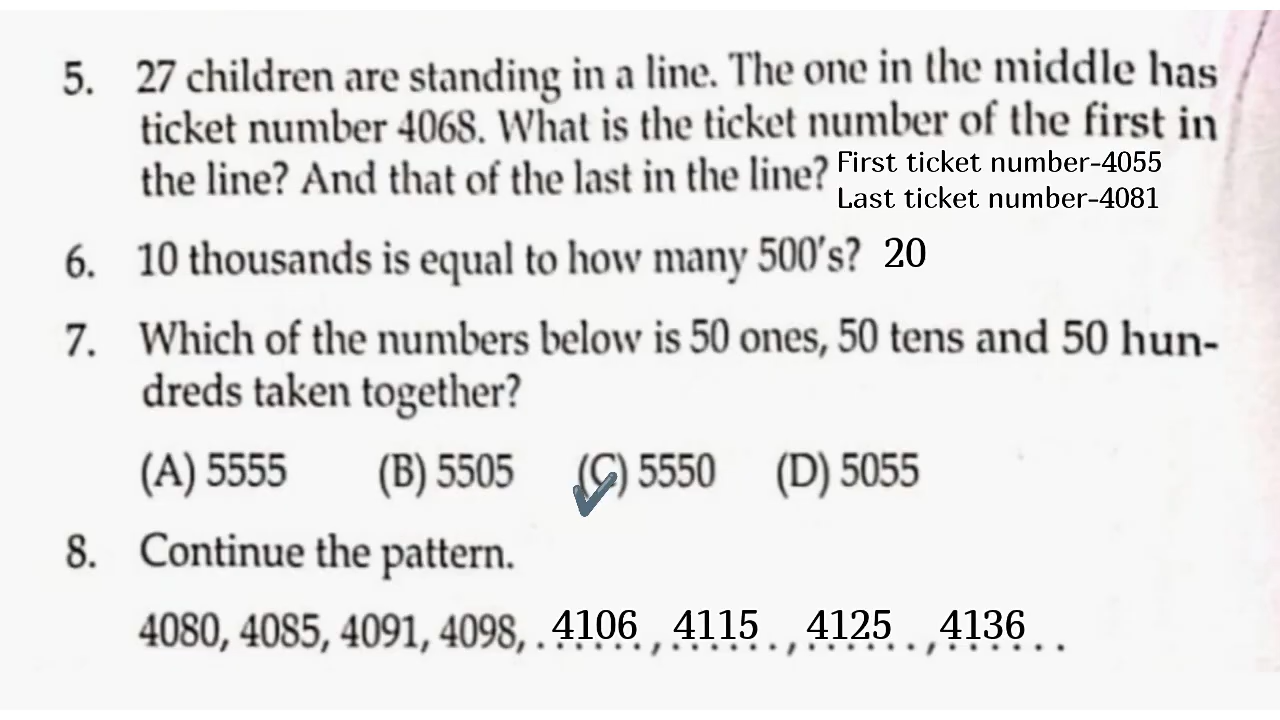 5. 27 children are standing in a line. The one in the middle has
ticket number 4068. What is the ticket number of the first in
the line? And that of the last in the line? First ticket number-4055
Last ticket number-4081
6. 10 thousands is equal to how many 500's? 20
7. Which of the numbers below is 50 ones, 50 tens and 50 hun-
dreds taken together?
(A) 5555 (B) 5505 (C) 5550 (D) 5055
8. Continue the pattern.
4080, 4085, 4091, 4098, . 4106 , 4115 . , 4125 . . , 4136 . .